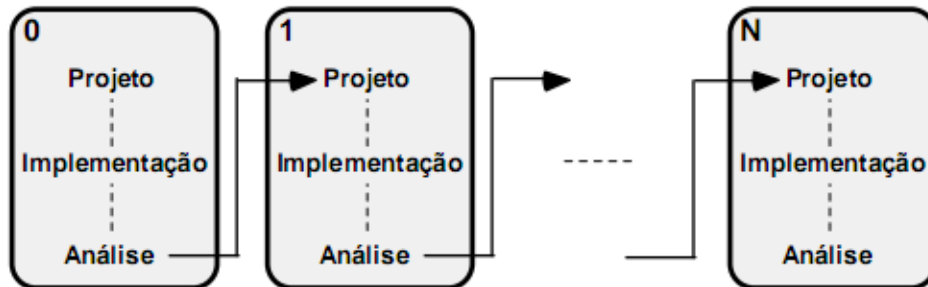 0
Projeto
Implementação
Análise
1
Projeto
Implementação
Análise
N
Projeto
Implementação
Análise